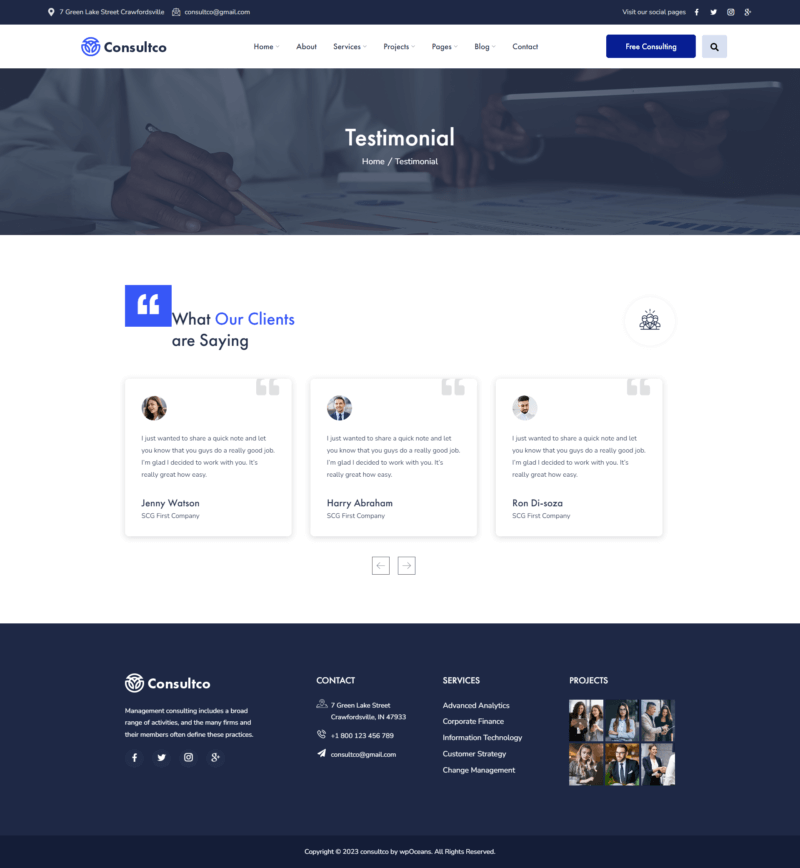 7 Green Lake Street Crawfordsville consultco@gmail.com Visit our social pages
Consultco Home About Services Projects Pages Blog Contact Free Consulting
Testimonial
Home / Testimonial
What Our Clients
are Saying
I just wanted to share a quick note and let
you know that you guys do a really good job.
I'm glad I decided to work with you. It's
really great how easy.
Jenny Watson
SCG First Company
I just wanted to share a quick note and let
you know that you guys do a really good job.
I'm glad I decided to work with you. It's
really great how easy.
Harry Abraham
SCG First Company
I just wanted to share a quick note and let
you know that you guys do a really good job.
I'm glad I decided to work with you. It's
really great how easy.
Ron Di-soza
SCG First Company
Consultco
Management consulting includes a broad
range of activities, and the many firms and
their members often define these practices.
CONTACT
7 Green Lake Street
Crawfordsville, IN 47933
+1 800 123 456 789
consultco@gmail.com
SERVICES
Advanced Analytics
Corporate Finance
Information Technology
Customer Strategy
Change Management
PROJECTS
Copyright © 2023 consultco by wpOceans. All Rights Reserved.